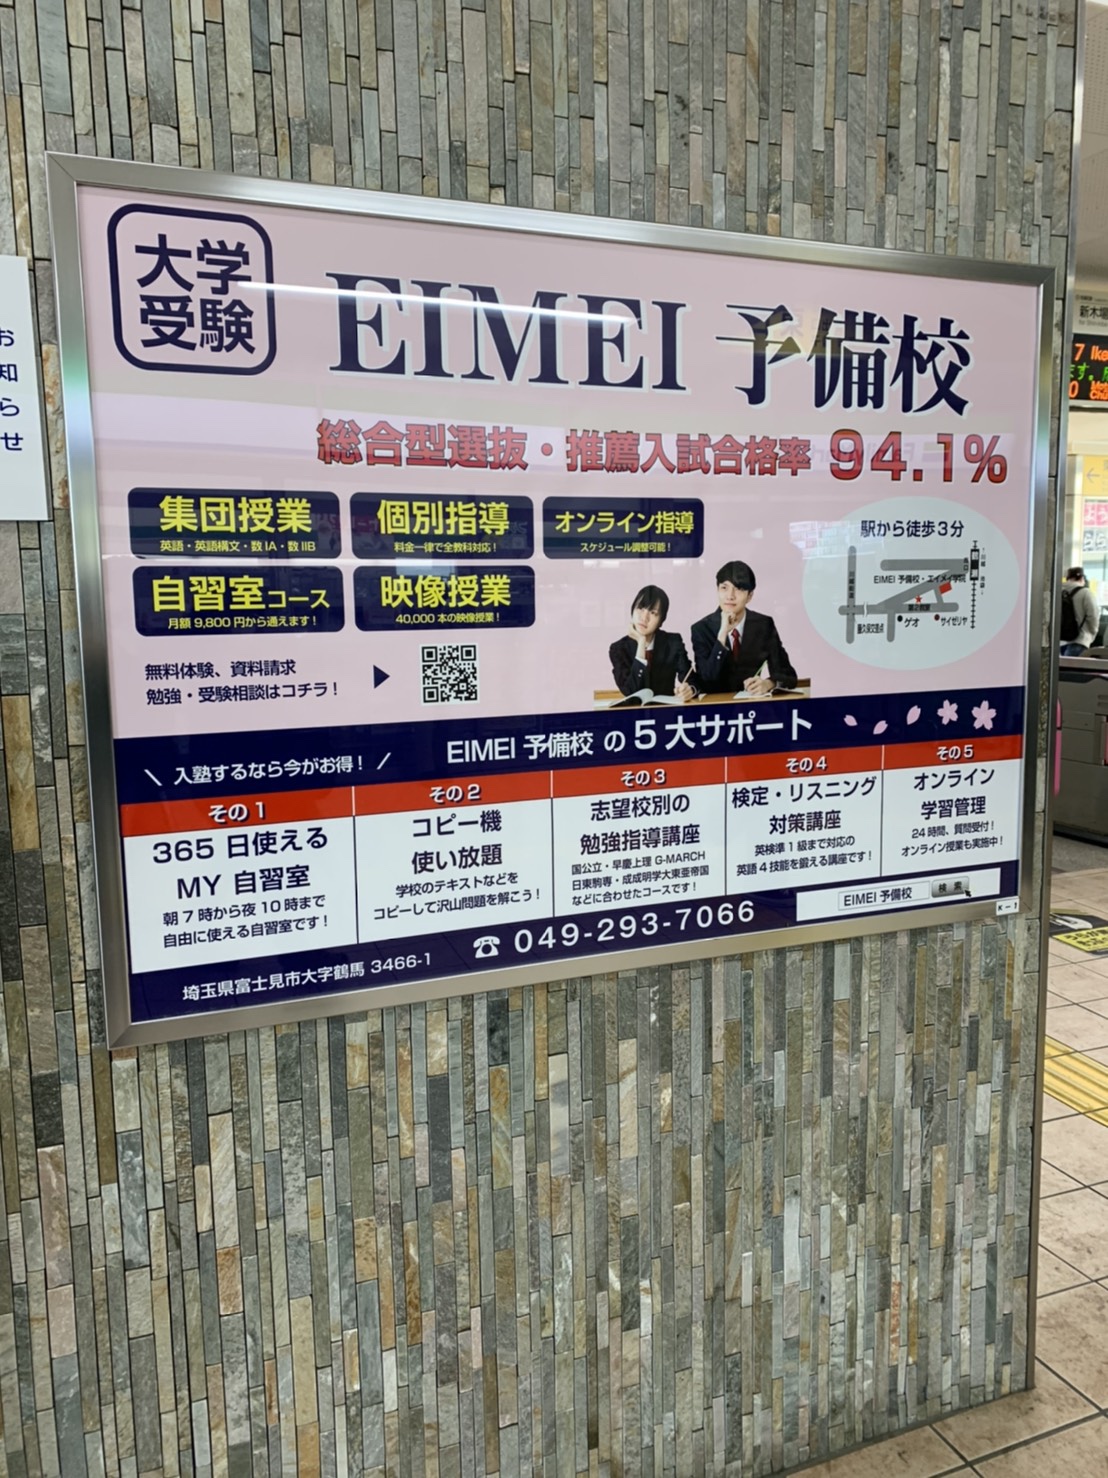 お
知
ら
せ
大学
受験
EIMEI 予備校
総合型選抜・推薦入試合格率 94.1%
集団授業
英語・英語構文・数IA・数IIB
個別指導
料金一律で全教科対応！
オンライン指導
スケジュール調整可能！
自習室コース
月額 9,800 円から通えます！
映像授業
40,000 本の映像授業！
駅から徒歩3分
EIMEI 予備校・エイメイ学院
ゲオ
サイゼリヤ
無料体験、資料請求
勉強・受験相談はコチラ！
入塾するなら今がお得！
EIMEI 予備校 の 5 大サポート
その1
365 日使える
MY 自習室
朝 7 時から夜 10 時まで
自由に使える自習室です！
その2
コピー機
使い放題
学校のテキストなどを
コピーして沢山問題を解こう！
その3
志望校別の
勉強指導講座
国公立・早慶上理 G-MARCH
日東駒専・成成明学大東亜帝国
などに合わせたコースです！
その4
検定・リスニング
対策講座
英検準1級まで対応の
英語4技能を鍛える講座です！
その5
オンライン
学習管理
24時間、質問受付！
オンライン授業も実施中！
埼玉県富士見市大字鶴馬 3466-1
☎ 049-293-7066
EIMEI 予備校
検 索
K－1
新木場